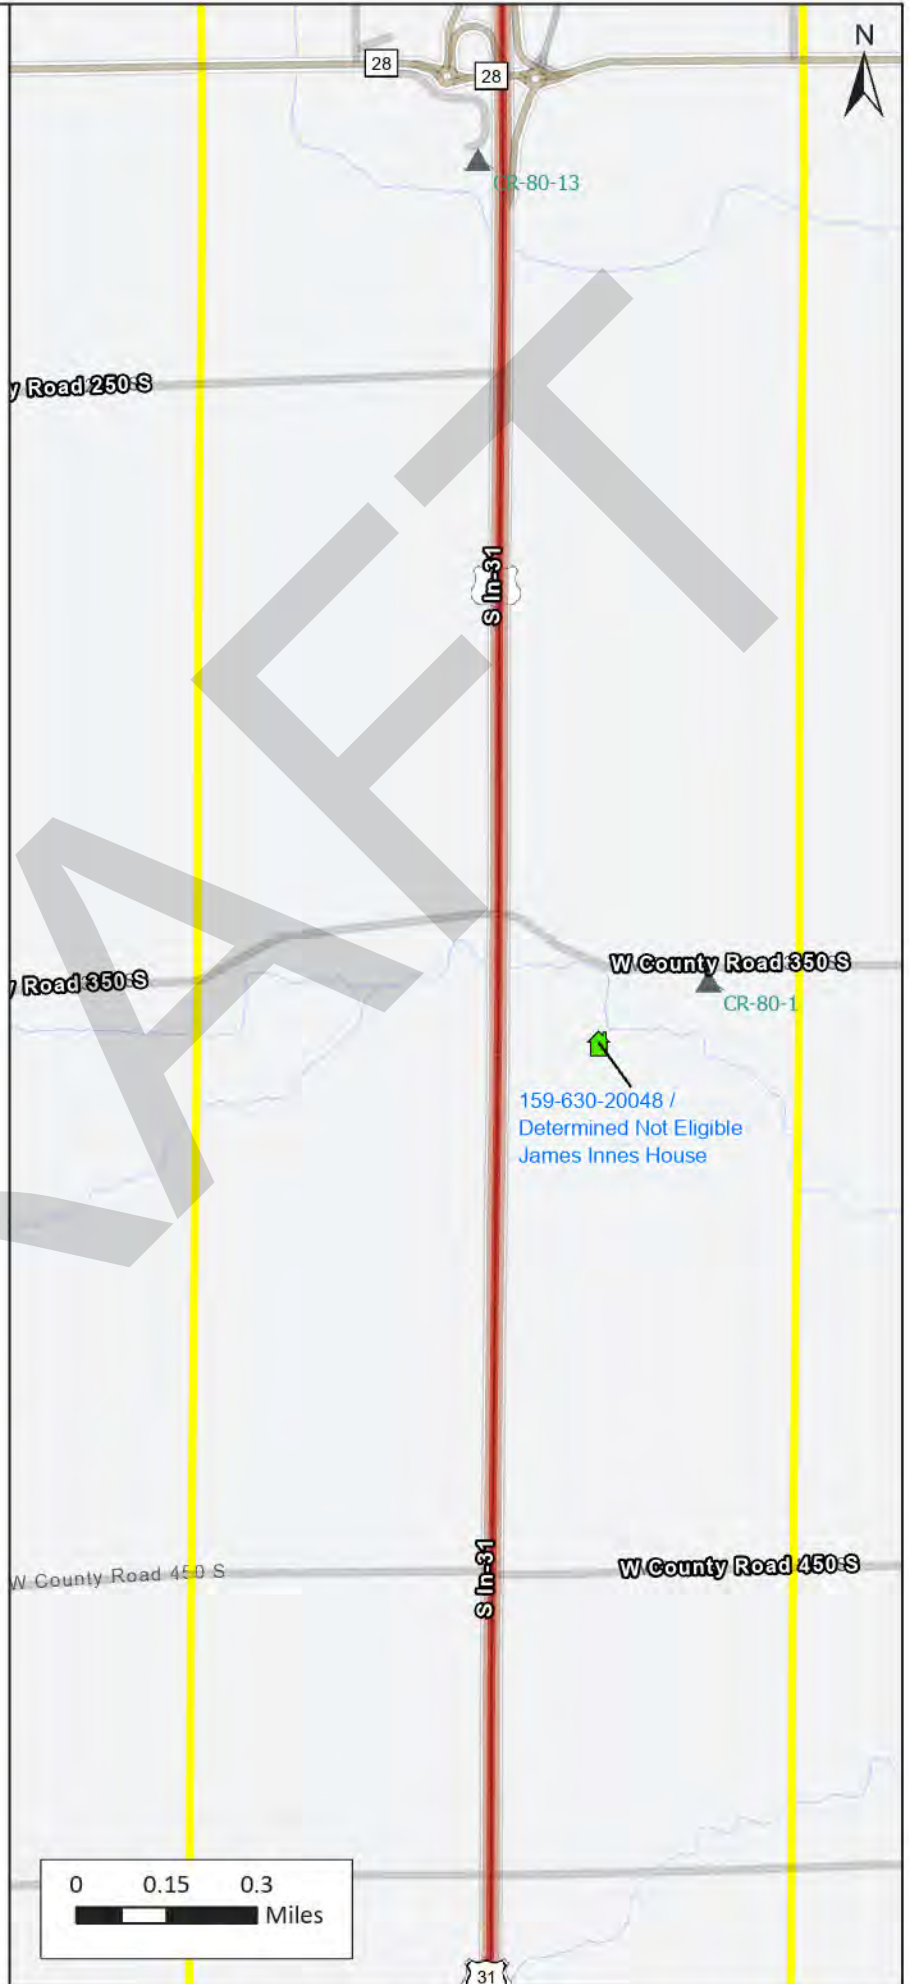 N
28
28
CR-80-13
y Road 250 S
S In-31
W County Road 350 S
y Road 350 S
CR-80-1
159-630-20048 /
Determined Not Eligible
James Innes House
W County Road 450 S
W County Road 450 S
S In-31
0 0.15 0.3
Miles
31
AFT